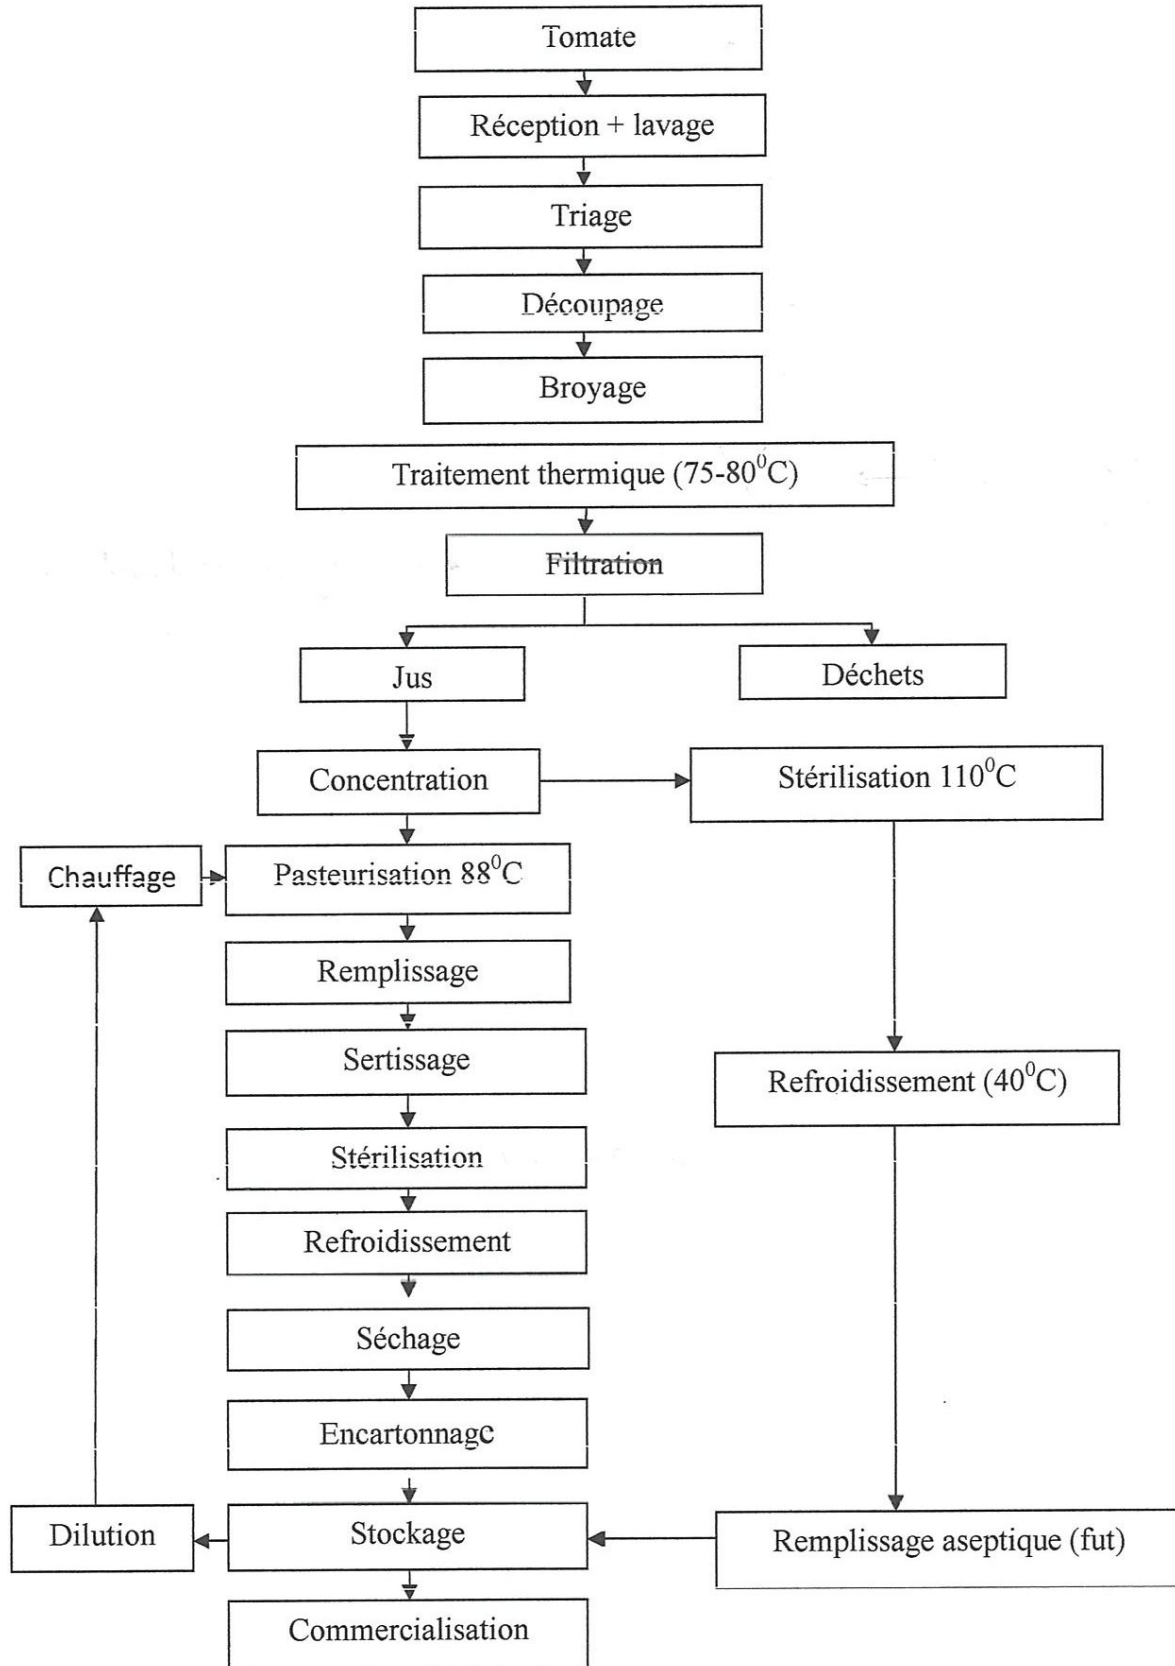 Tomate
Réception + lavage
Triage
Découpage
Broyage
Traitement thermique (75-80⁰C)
Filtration
Jus
Déchets
Concentration
Stérilisation 110⁰C
Chauffage
Pasteurisation 88⁰C
Remplissage
Sertissage
Refroidissement (40⁰C)
Stérilisation
Refroidissement
Séchage
Encartonnage
Dilution
Stockage
Remplissage aseptique (fut)
Commercialisation